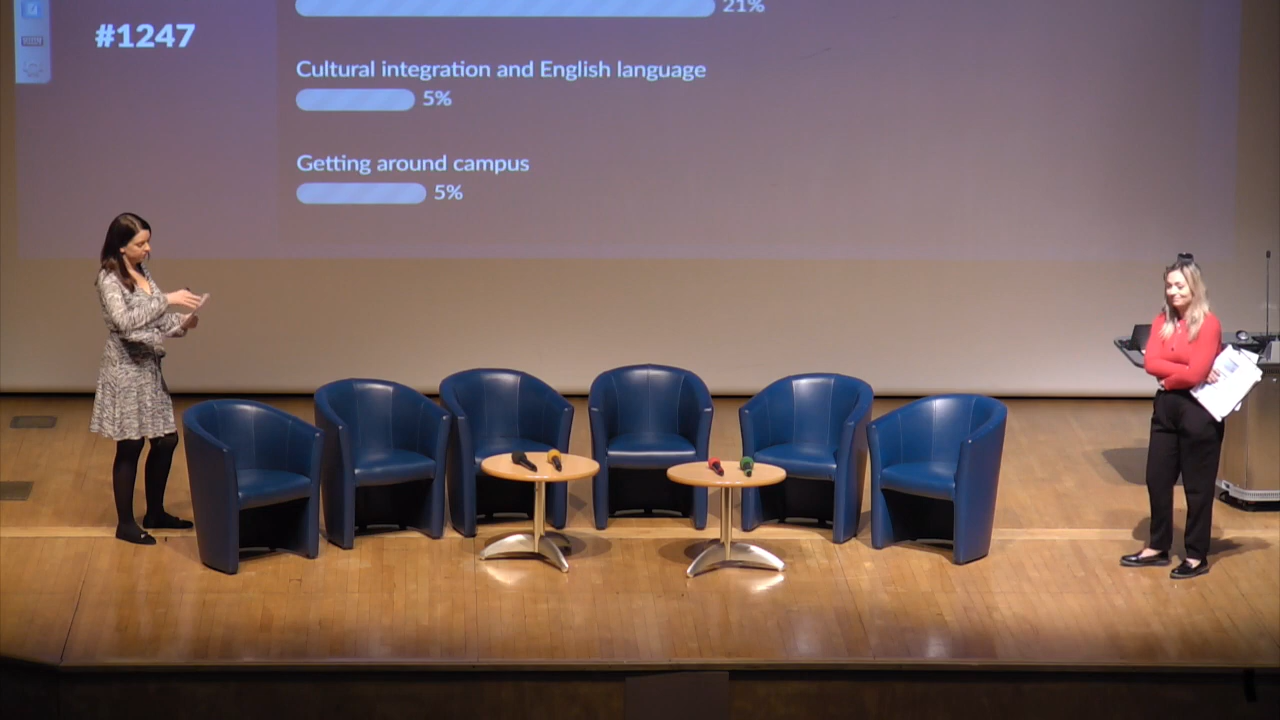 21%
#1247
Cultural integration and English language
5%
Getting around campus
5%